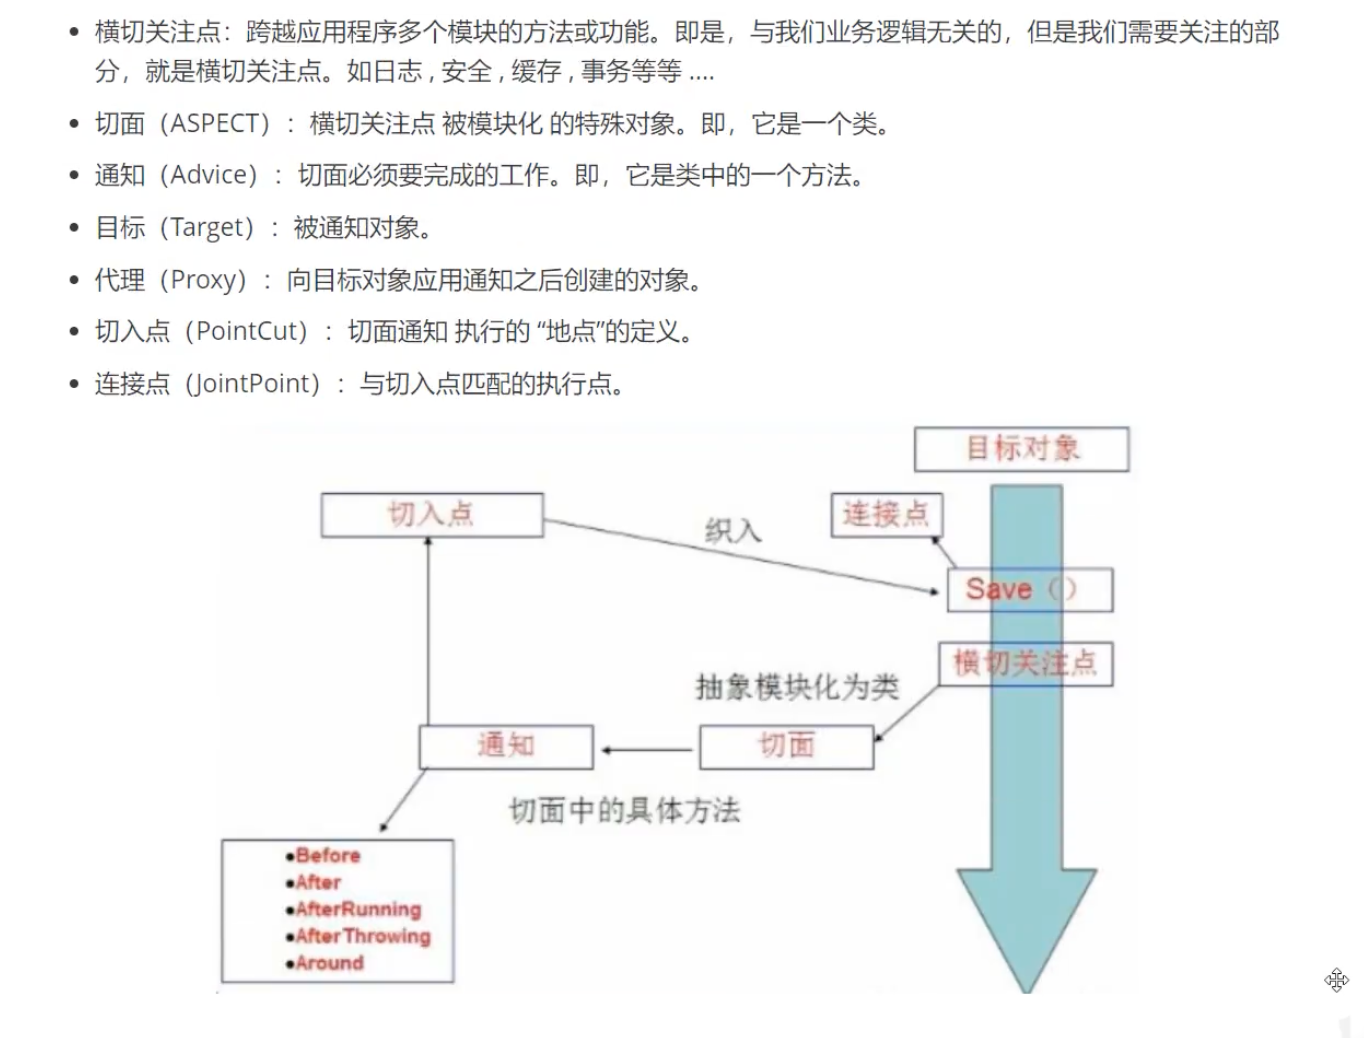 横切关注点：跨越应用程序多个模块的方法或功能。即是，与我们业务逻辑无关的，但是我们需要关注的部
分，就是横切关注点。如日志 , 安全 , 缓存 , 事务等等 ....
切面（ASPECT）：横切关注点 被模块化 的特殊对象。即，它是一个类。
通知（Advice）：切面必须要完成的工作。即，它是类中的一个方法。
目标（Target）：被通知对象。
代理（Proxy）：向目标对象应用通知之后创建的对象。
切入点（PointCut）：切面通知 执行的 “地点”的定义。
连接点（JointPoint）：与切入点匹配的执行点。
目标对象
切入点
织入
连接点
Save（）
横切关注点
抽象模块化为类
通知
切面
切面中的具体方法
●Before
●After
●AfterRunning
●AfterThrowing
●Around